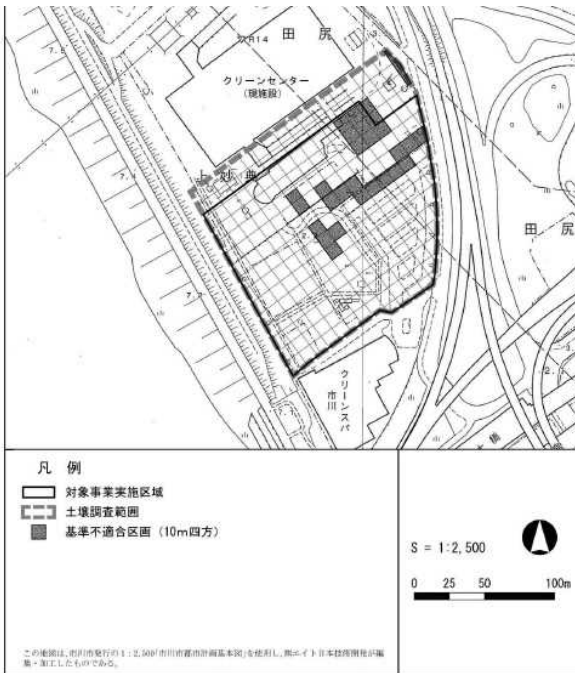 R14
田 尻
クリーンセンター
(現施設)
上 妙 典
田 尻
クリーンスパ
市川
凡 例
対象事業実施区域
土壌調査範囲
基準不適合区画 (10m四方)
S = 1:2,500
0 25 50 100m
この地図は、市川市発行の1:2,500「市川市都市計画基本図」を使用し、㈱エイト日本技術開発が編
集・加工したものである。